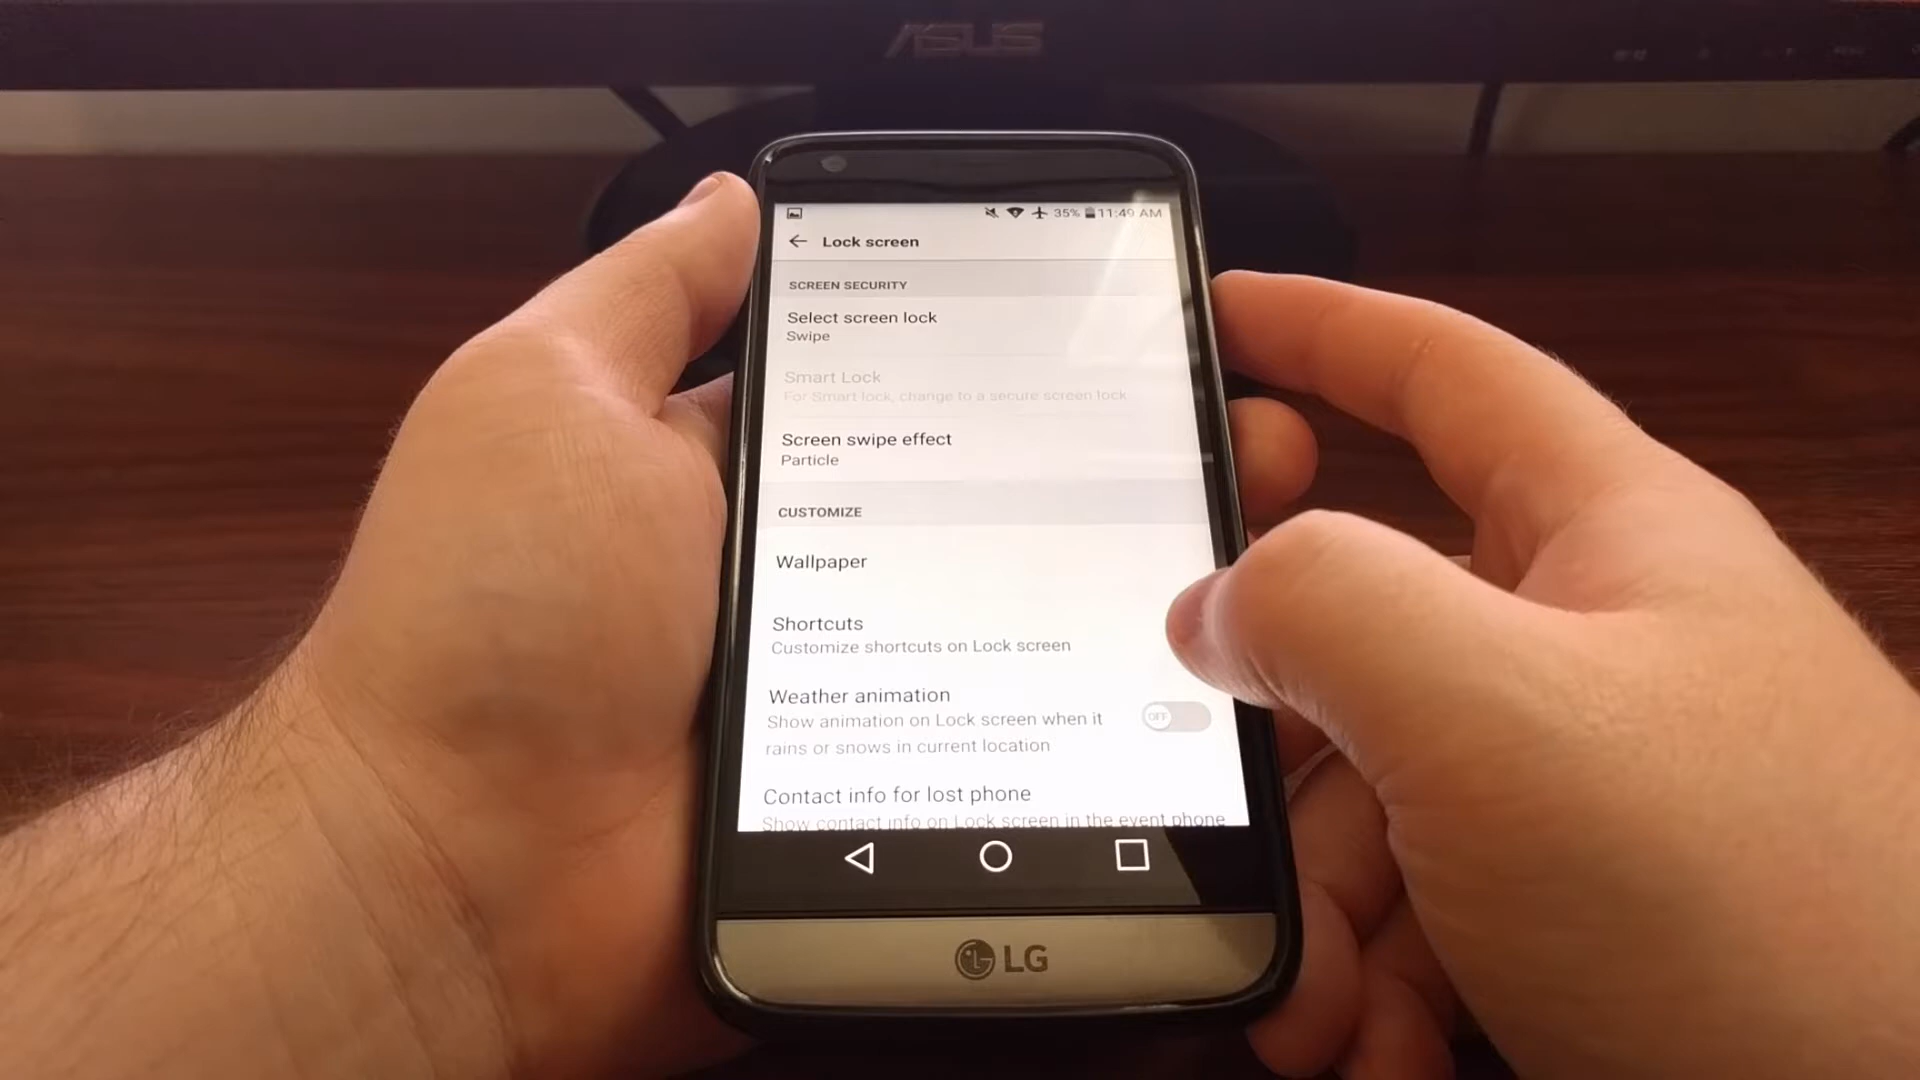 ASUS
35% 11:49 AM
Lock screen
SCREEN SECURITY
Select screen lock
Swipe
Smart Lock
For Smart lock, change to a secure screen lock
Screen swipe effect
Particle
CUSTOMIZE
Wallpaper
Shortcuts
Customize shortcuts on Lock screen
Weather animation
Show animation on Lock screen when it
rains or snows in current location
OFF
Contact info for lost phone
Show contact info on Lock screen in the event phone
LG